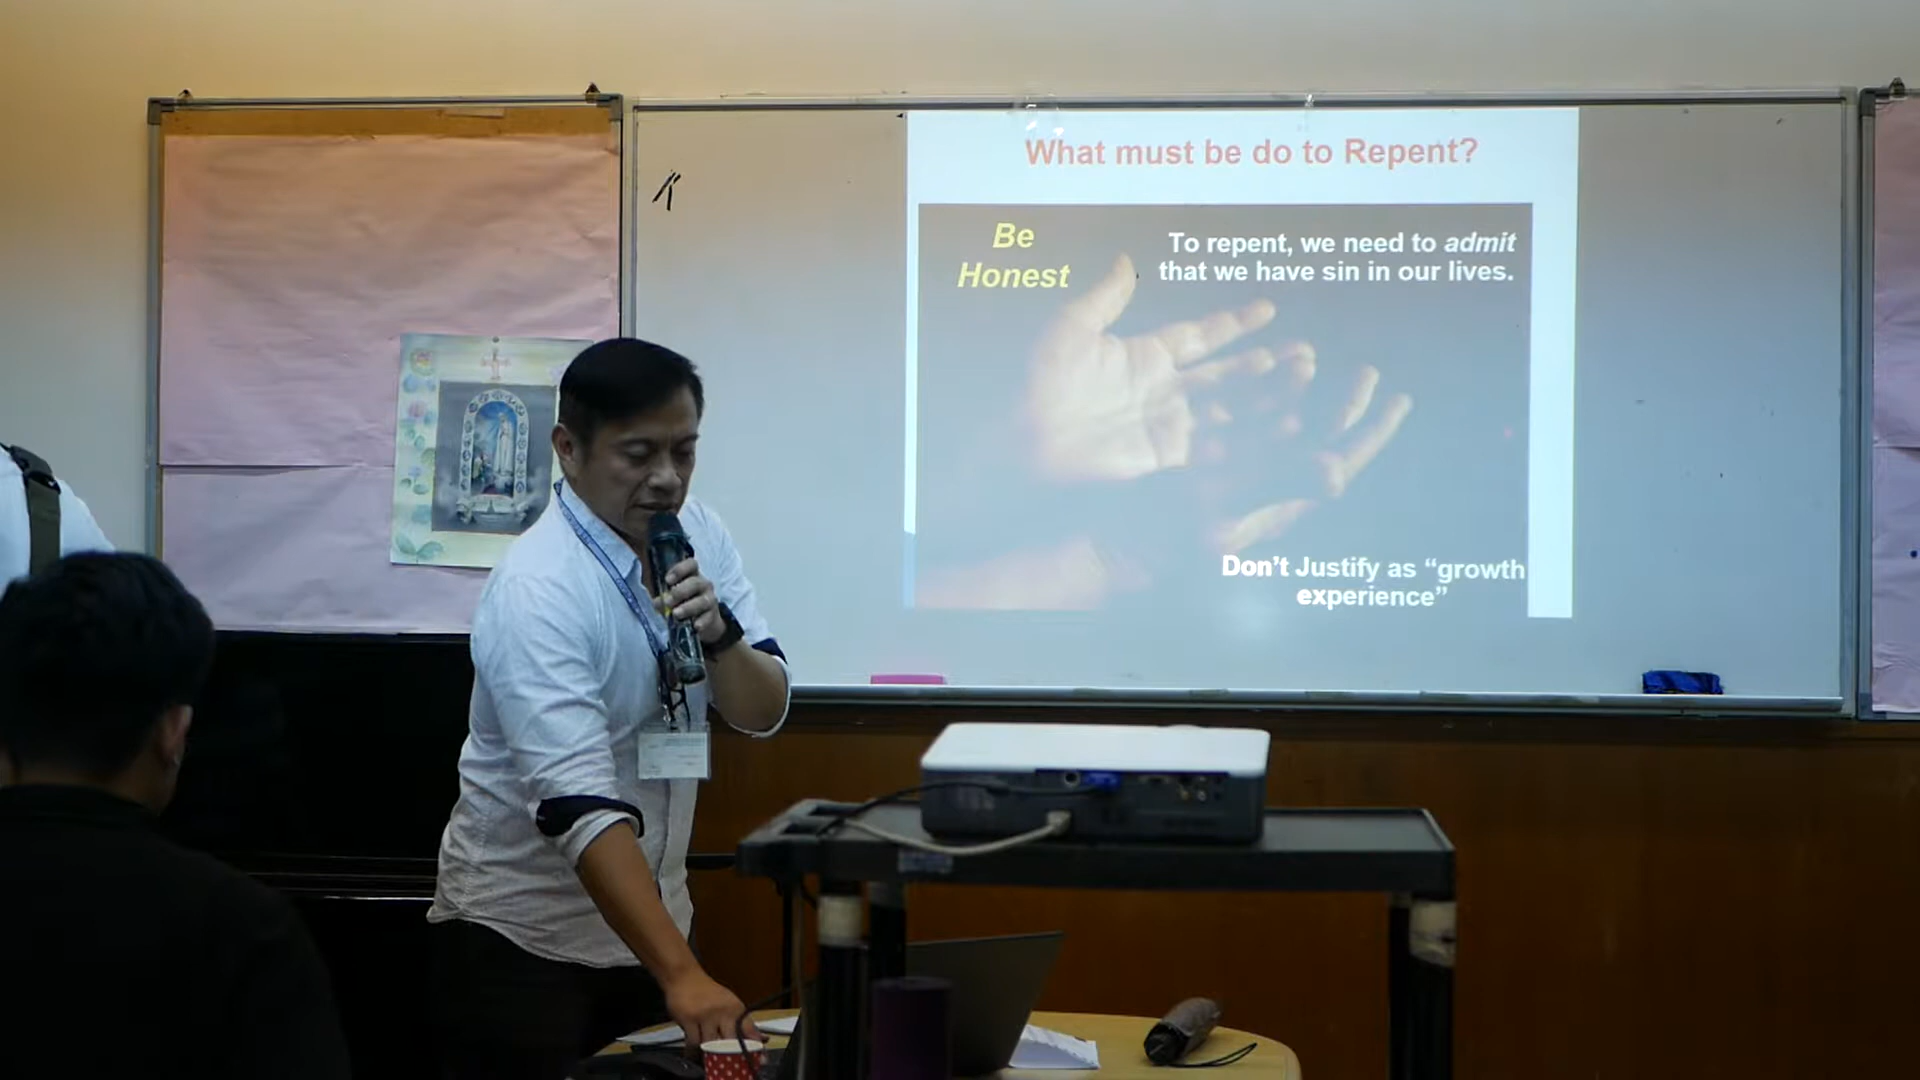 What must be do to Repent?
Be
Honest
To repent, we need to admit
that we have sin in our lives.
Don't Justify as “growth
experience”